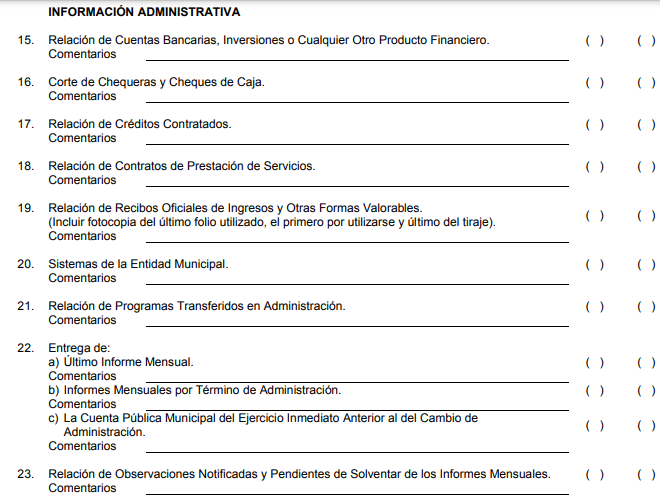 INFORMACIÓN ADMINISTRATIVA
15. Relación de Cuentas Bancarias, Inversiones o Cualquier Otro Producto Financiero. ( ) ( )
Comentarios
16. Corte de Chequeras y Cheques de Caja. ( ) ( )
Comentarios
17. Relación de Créditos Contratados. ( ) ( )
Comentarios
18. Relación de Contratos de Prestación de Servicios. ( ) ( )
Comentarios
19. Relación de Recibos Oficiales de Ingresos y Otras Formas Valorables.
(Incluir fotocopia del último folio utilizado, el primero por utilizarse y último del tiraje). ( ) ( )
Comentarios
20. Sistemas de la Entidad Municipal. ( ) ( )
Comentarios
21. Relación de Programas Transferidos en Administración. ( ) ( )
Comentarios
22. Entrega de:
a) Último Informe Mensual. ( ) ( )
Comentarios
b) Informes Mensuales por Término de Administración. ( ) ( )
Comentarios
c) La Cuenta Pública Municipal del Ejercicio Inmediato Anterior al del Cambio de ( ) ( )
Administración.
Comentarios
23. Relación de Observaciones Notificadas y Pendientes de Solventar de los Informes Mensuales. ( ) ( )
Comentarios